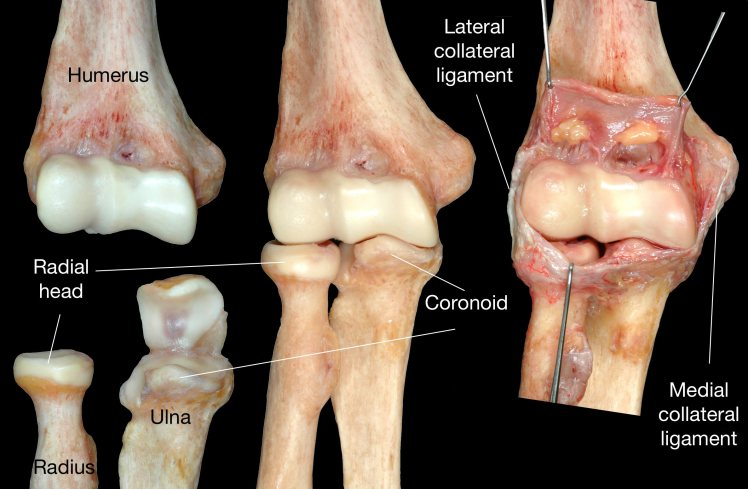 Humerus
Lateral
collateral
ligament
Radial
head
Coronoid
Ulna
Radius
Medial
collateral
ligament